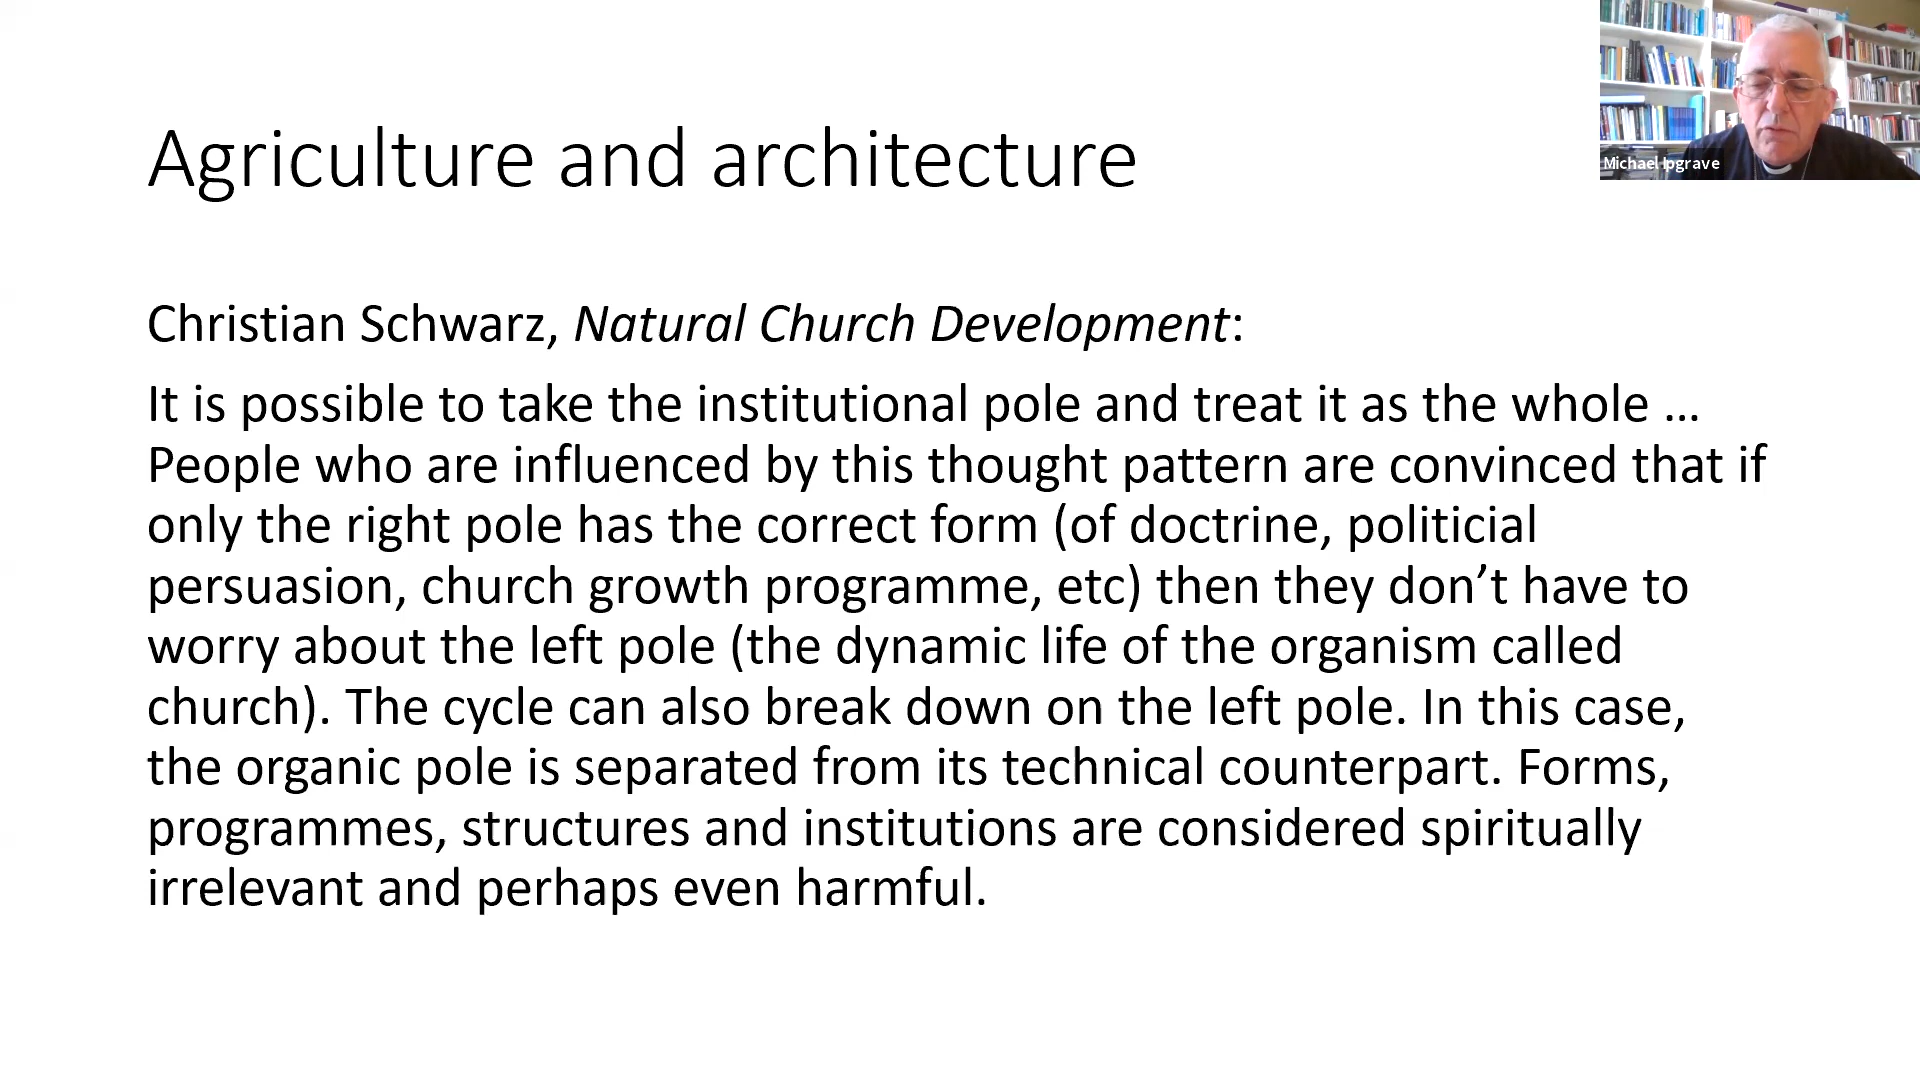 Agriculture and architecture
Michael Ipgrave
Christian Schwarz, Natural Church Development:
It is possible to take the institutional pole and treat it as the whole …
People who are influenced by this thought pattern are convinced that if
only the right pole has the correct form (of doctrine, politicial
persuasion, church growth programme, etc) then they don’t have to
worry about the left pole (the dynamic life of the organism called
church). The cycle can also break down on the left pole. In this case,
the organic pole is separated from its technical counterpart. Forms,
programmes, structures and institutions are considered spiritually
irrelevant and perhaps even harmful.